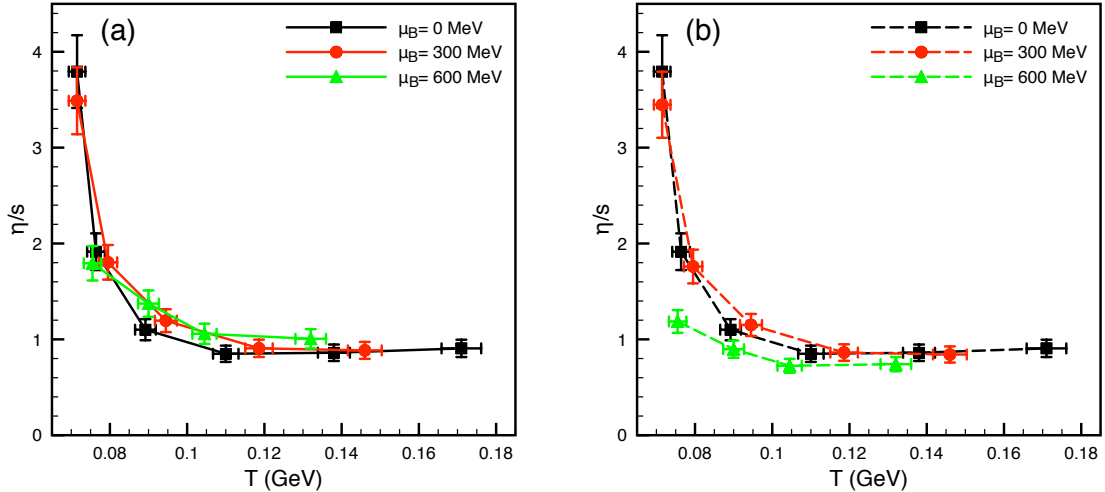 (a)
μB= 0 MeV
μB= 300 MeV
μB= 600 MeV
η/s
4
3
2
1
0
0.08 0.1 0.12 0.14 0.16 0.18
T (GeV)
(b)
μB= 0 MeV
μB= 300 MeV
μB= 600 MeV
η/s
4
3
2
1
0
0.08 0.1 0.12 0.14 0.16 0.18
T (GeV)